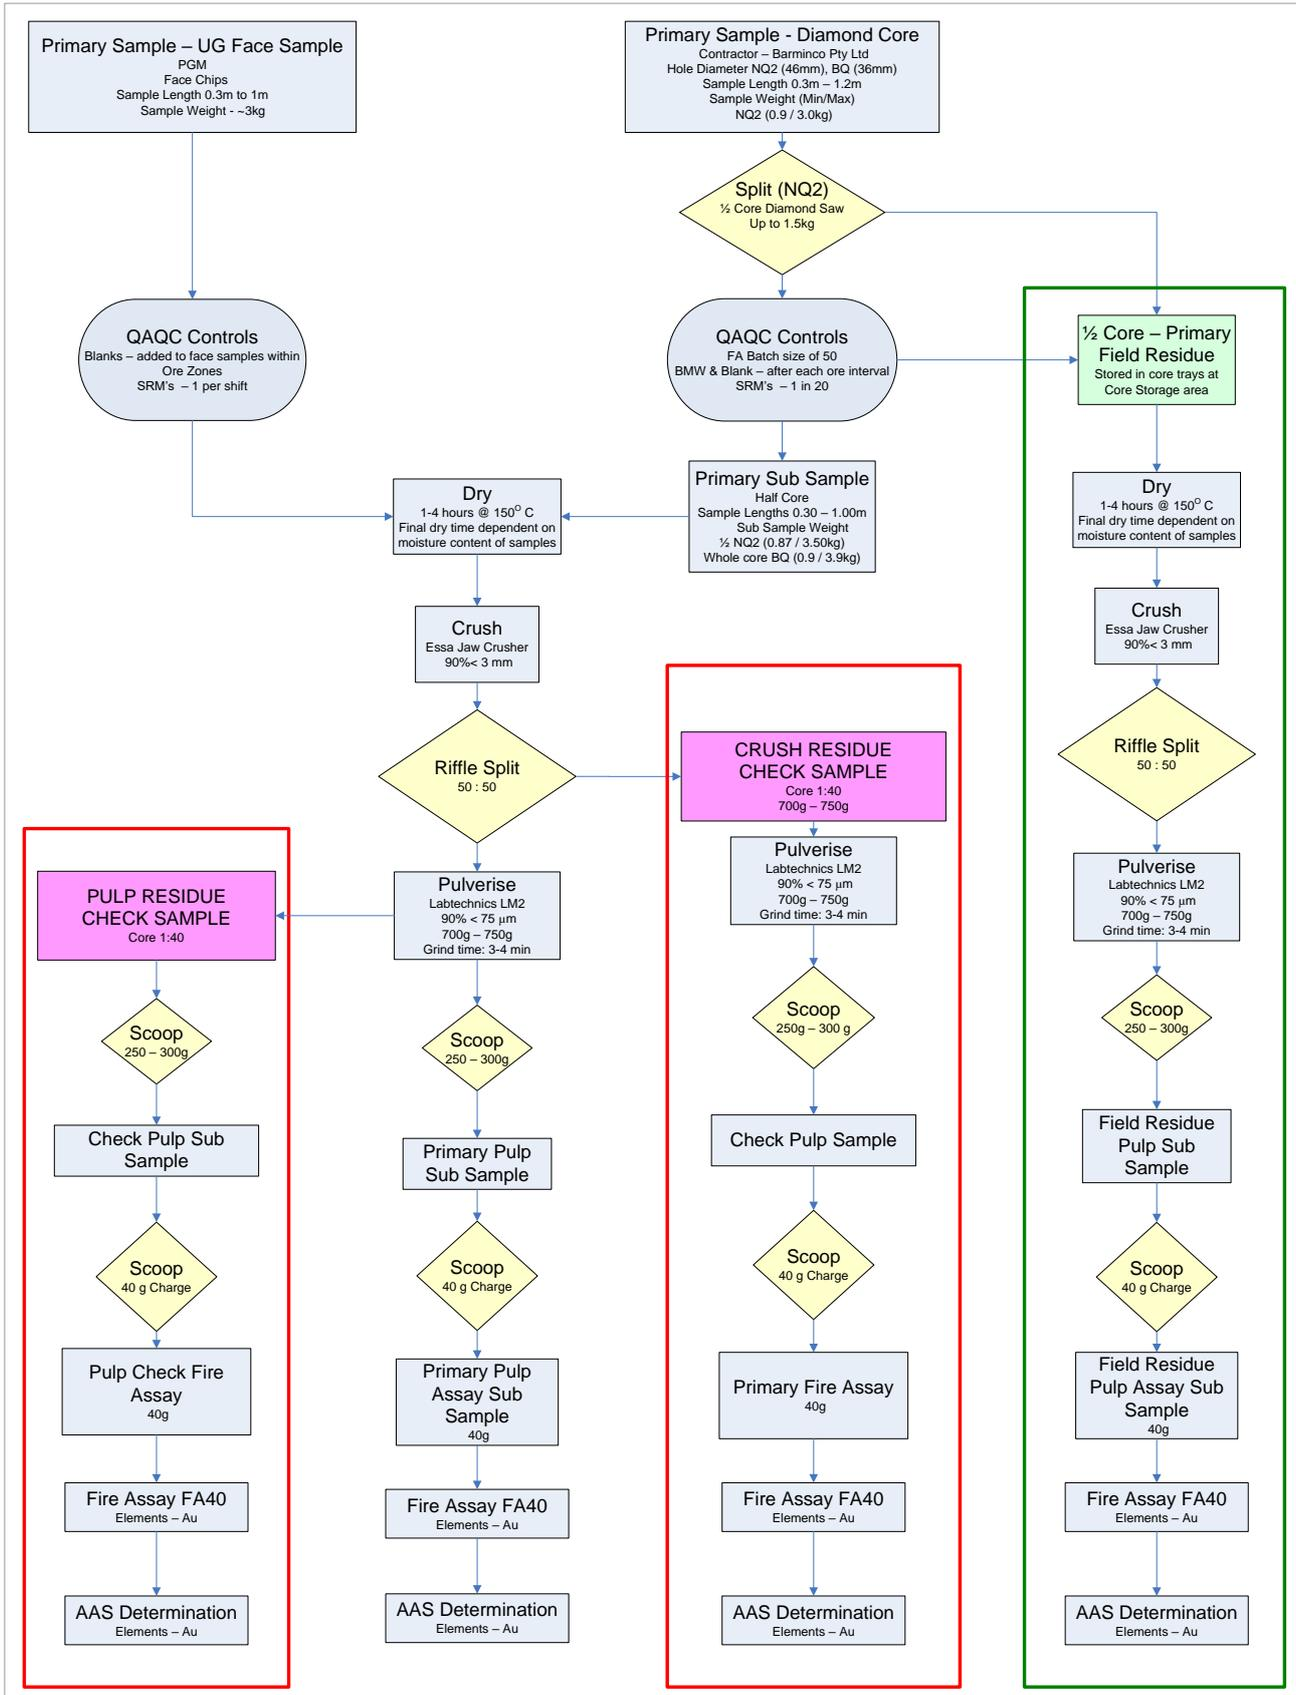 Primary Sample – UG Face Sample
PGM
Face Chips
Sample Length 0.3m to 1m
Sample Weight - ~3kg
Primary Sample - Diamond Core
Contractor – Barminco Pty Ltd
Hole Diameter NQ2 (46mm), BQ (36mm)
Sample Length 0.3m – 1.2m
Sample Weight (Min/Max)
NQ2 (0.9 / 3.0kg)
Split (NQ2)
½ Core Diamond Saw
Up to 1.5kg
QAQC Controls
Blanks – added to face samples within
Ore Zones
SRM's – 1 per shift
QAQC Controls
FA Batch size of 50
BMW & Blank – after each ore interval
SRM's – 1 in 20
½ Core – Primary
Field Residue
Stored in core trays at
Core Storage area
Dry
1-4 hours @ 150O C
Final dry time dependent on
moisture content of samples
Primary Sub Sample
Half Core
Sample Lengths 0.30 – 1.00m
Sub Sample Weight
½ NQ2 (0.87 / 3.50kg)
Whole core BQ (0.9 / 3.9kg)
Dry
1-4 hours @ 150O C
Final dry time dependent on
moisture content of samples
Crush
Essa Jaw Crusher
90%< 3 mm
Crush
Essa Jaw Crusher
90%< 3 mm
Riffle Split
50 : 50
CRUSH RESIDUE
CHECK SAMPLE
Core 1:40
700g – 750g
Riffle Split
50 : 50
PULP RESIDUE
CHECK SAMPLE
Core 1:40
Pulverise
Labtechnics LM2
90% < 75 µm
700g – 750g
Grind time: 3-4 min
Pulverise
Labtechnics LM2
90% < 75 µm
700g – 750g
Grind time: 3-4 min
Pulverise
Labtechnics LM2
90% < 75 µm
700g – 750g
Grind time: 3-4 min
Scoop
250 – 300g
Scoop
250 – 300g
Scoop
250g – 300 g
Scoop
250 – 300g
Check Pulp Sub
Sample
Primary Pulp
Sub Sample
Check Pulp Sample
Field Residue
Pulp Sub
Sample
Scoop
40 g Charge
Scoop
40 g Charge
Scoop
40 g Charge
Scoop
40 g Charge
Pulp Check Fire
Assay
40g
Primary Pulp
Assay Sub
Sample
40g
Primary Fire Assay
40g
Field Residue
Pulp Assay Sub
Sample
40g
Fire Assay FA40
Elements – Au
Fire Assay FA40
Elements – Au
Fire Assay FA40
Elements – Au
Fire Assay FA40
Elements – Au
AAS Determination
Elements – Au
AAS Determination
Elements – Au
AAS Determination
Elements – Au
AAS Determination
Elements – Au